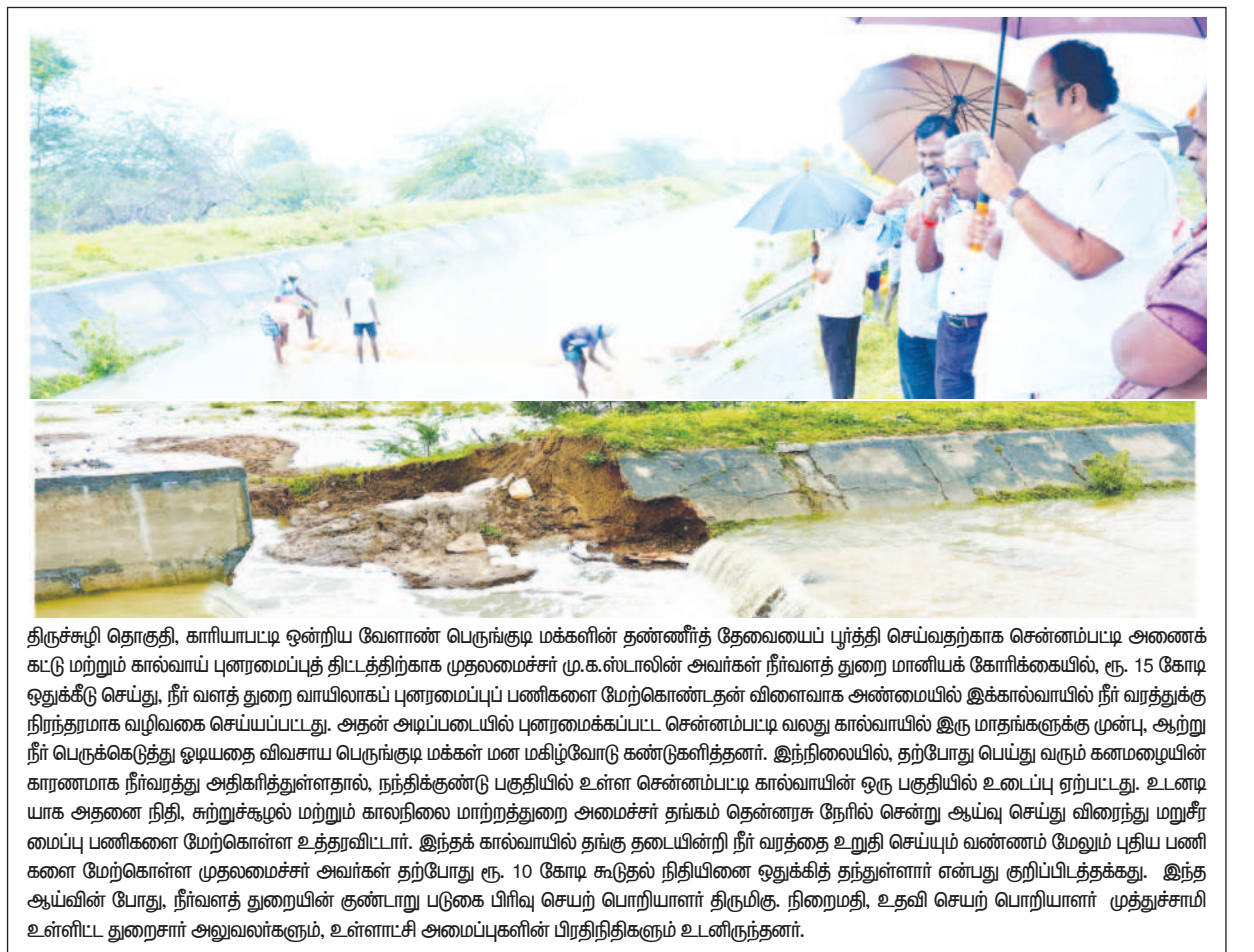 திருச்சுழி தொகுதி, காரியாபட்டி ஒன்றிய வேளாண் பெருங்குடி மக்களின் தண்ணீர்த் தேவையைப் பூர்த்தி செய்வதற்காக சென்னம்பட்டி அணைக்
கட்டு மற்றும் கால்வாய் புனரமைப்புத் திட்டத்திற்காக முதலமைச்சர் மு.க.ஸ்டாலின் அவர்கள் நீர்வளத் துறை மானியக் கோரிக்கையில், ரூ. 15 கோடி
ஒதுக்கீடு செய்து, நீர் வளத் துறை வாயிலாகப் புனரமைப்புப் பணிகளை மேற்கொண்டதன் விளைவாக அண்மையில் இக்கால்வாயில் நீர் வரத்துக்கு
நிரந்தரமாக வழிவகை செய்யப்பட்டது. அதன் அடிப்படையில் புனரமைக்கப்பட்ட சென்னம்பட்டி வலது கால்வாயில் இரு மாதங்களுக்கு முன்பு, ஆற்று
நீர் பெருக்கெடுத்து ஓடியதை விவசாய பெருங்குடி மக்கள் மன மகிழ்வோடு கண்டுகளித்தனர். இந்நிலையில், தற்போது பெய்து வரும் கனமழையின்
காரணமாக நீர்வரத்து அதிகரித்துள்ளதால், நந்திக்குண்டு பகுதியில் உள்ள சென்னம்பட்டி கால்வாயின் ஒரு பகுதியில் உடைப்பு ஏற்பட்டது. உடனடி
யாக அதனை நிதி, சுற்றுச்சூழல் மற்றும் காலநிலை மாற்றத்துறை அமைச்சர் தங்கம் தென்னரசு நேரில் சென்று ஆய்வு செய்து விரைந்து மறுசீர
மைப்பு பணிகளை மேற்கொள்ள உத்தரவிட்டார். இந்தக் கால்வாயில் தங்கு தடையின்றி நீர் வரத்தை உறுதி செய்யும் வண்ணம் மேலும் புதிய பணி
களை மேற்கொள்ள முதலமைச்சர் அவர்கள் தற்போது ரூ. 10 கோடி கூடுதல் நிதியினை ஒதுக்கித் தந்துள்ளார் என்பது குறிப்பிடத்தக்கது. இந்த
ஆய்வின் போது, நீர்வளத் துறையின் குண்டாறு படுகை பிரிவு செயற் பொறியாளர் திருமிகு. நிறைமதி, உதவி செயற் பொறியாளர் முத்துச்சாமி
உள்ளிட்ட துறைசார் அலுவலர்களும், உள்ளாட்சி அமைப்புகளின் பிரதிநிதிகளும் உடனிருந்தனர்.